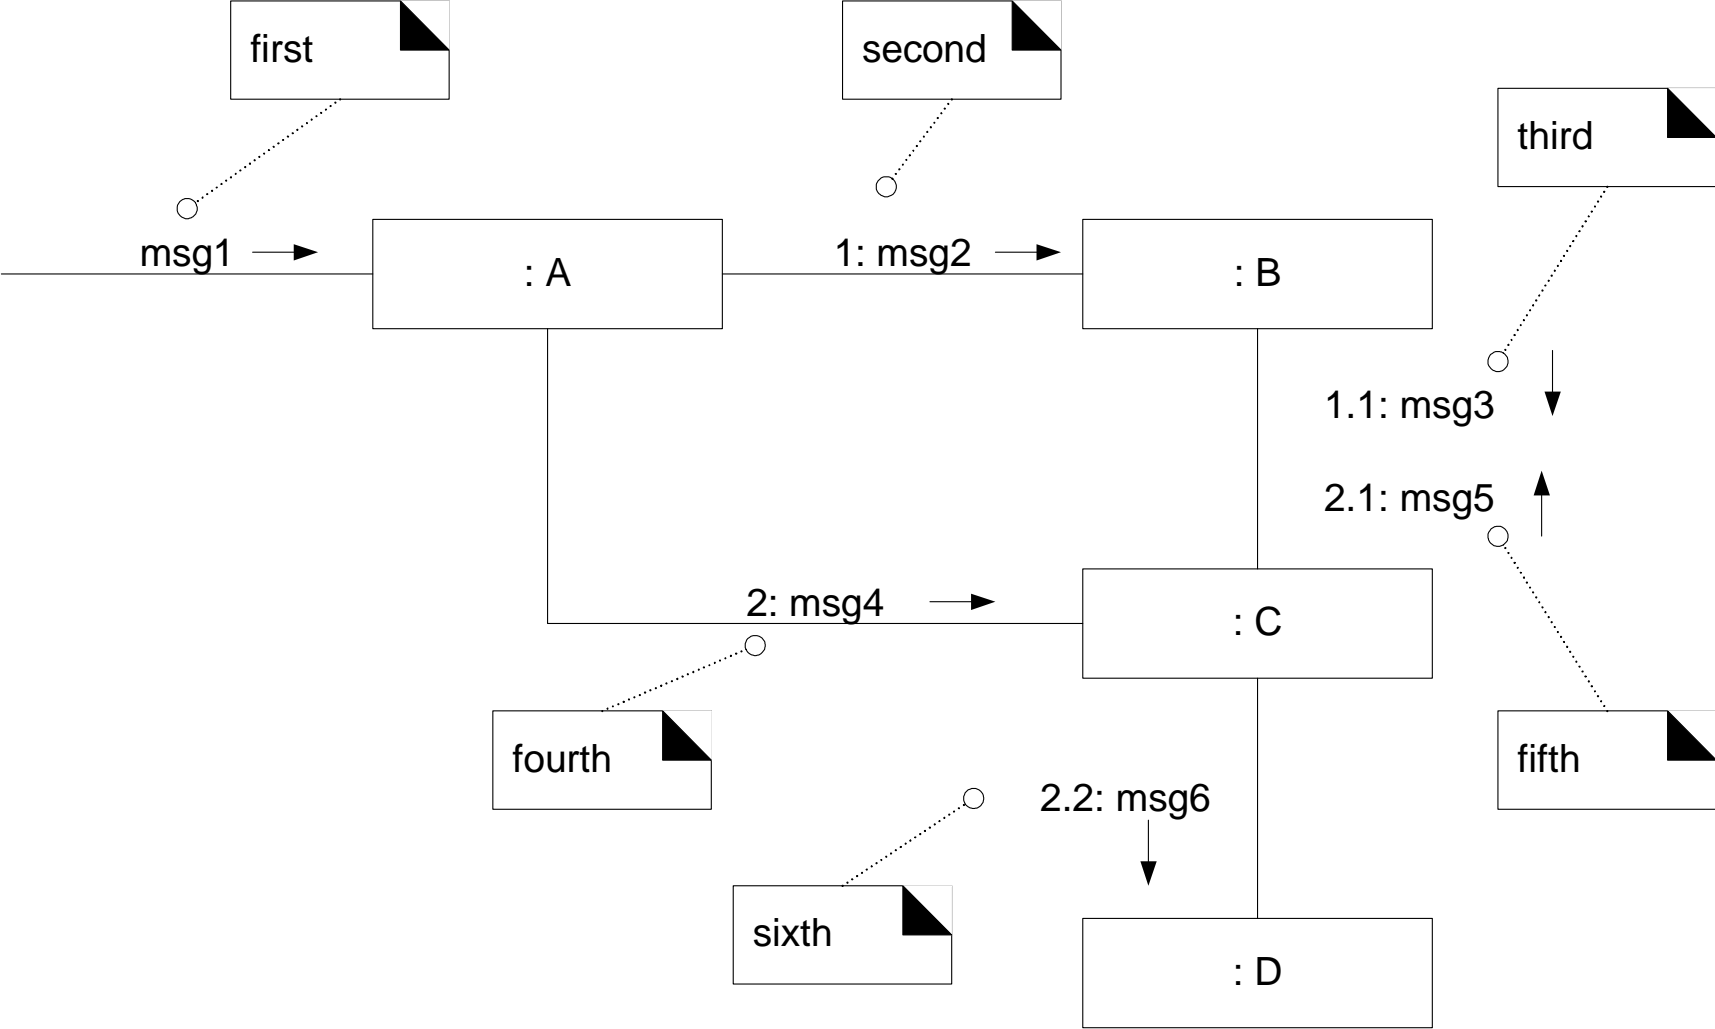 first
second
third
msg1
: A
1: msg2
: B
1.1: msg3
2.1: msg5
2: msg4
: C
fourth
fifth
2.2: msg6
sixth
: D